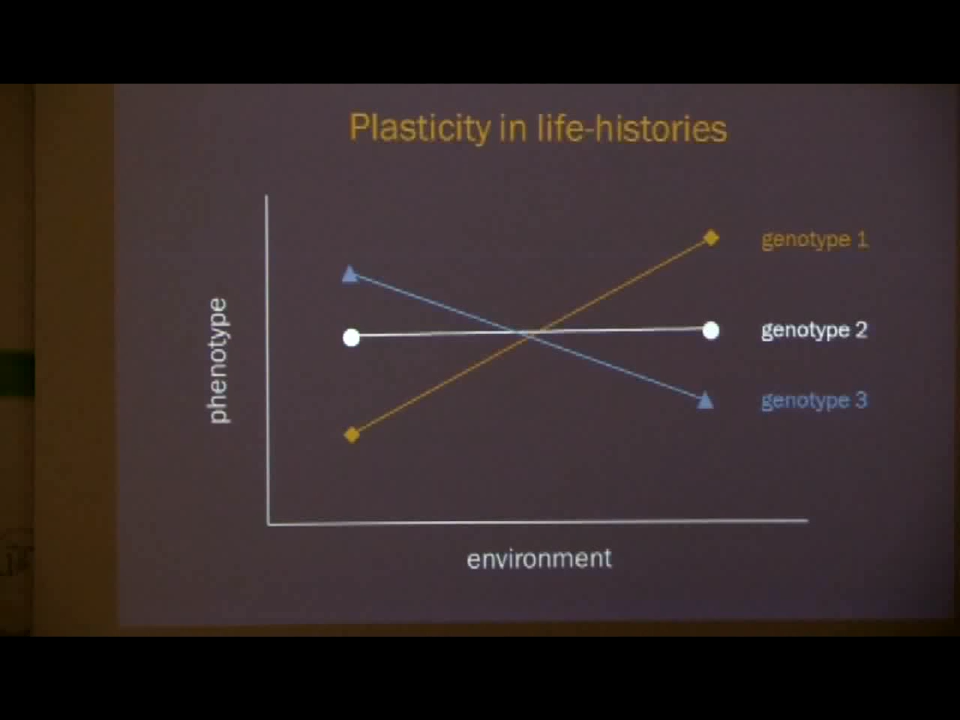 Plasticity in life-histories
genotype 1
genotype 2
genotype 3
phenotype
environment